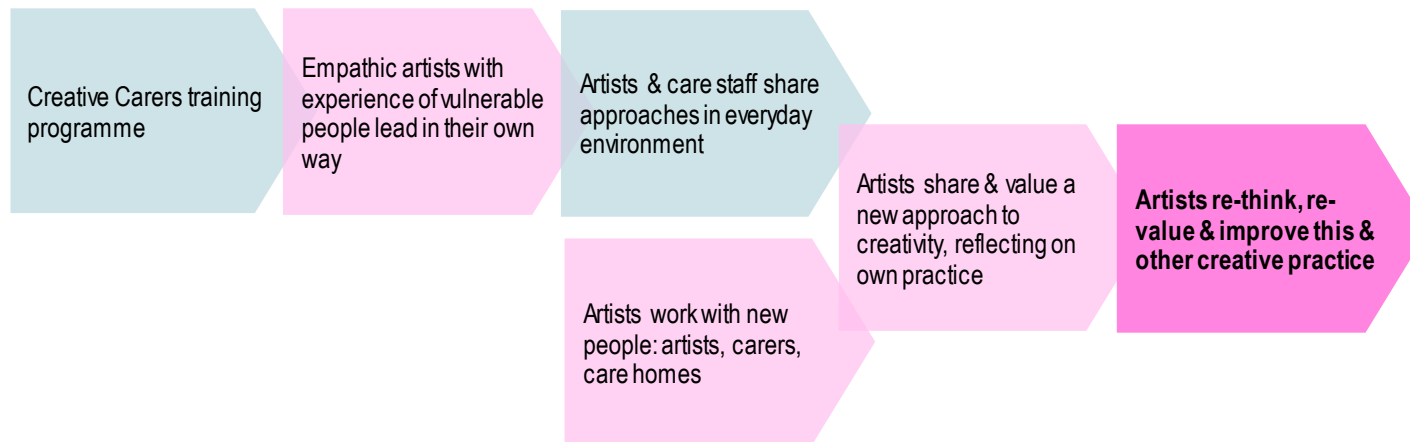 Creative Carers training
programme
Empathic artists with
experience of vulnerable
people lead in their own
way
Artists & care staff share
approaches in everyday
environment
Artists work with new
people: artists, carers,
care homes
Artists share & value a
new approach to
creativity, reflecting on
own practice
Artists re-think, re-
value & improve this &
other creative practice